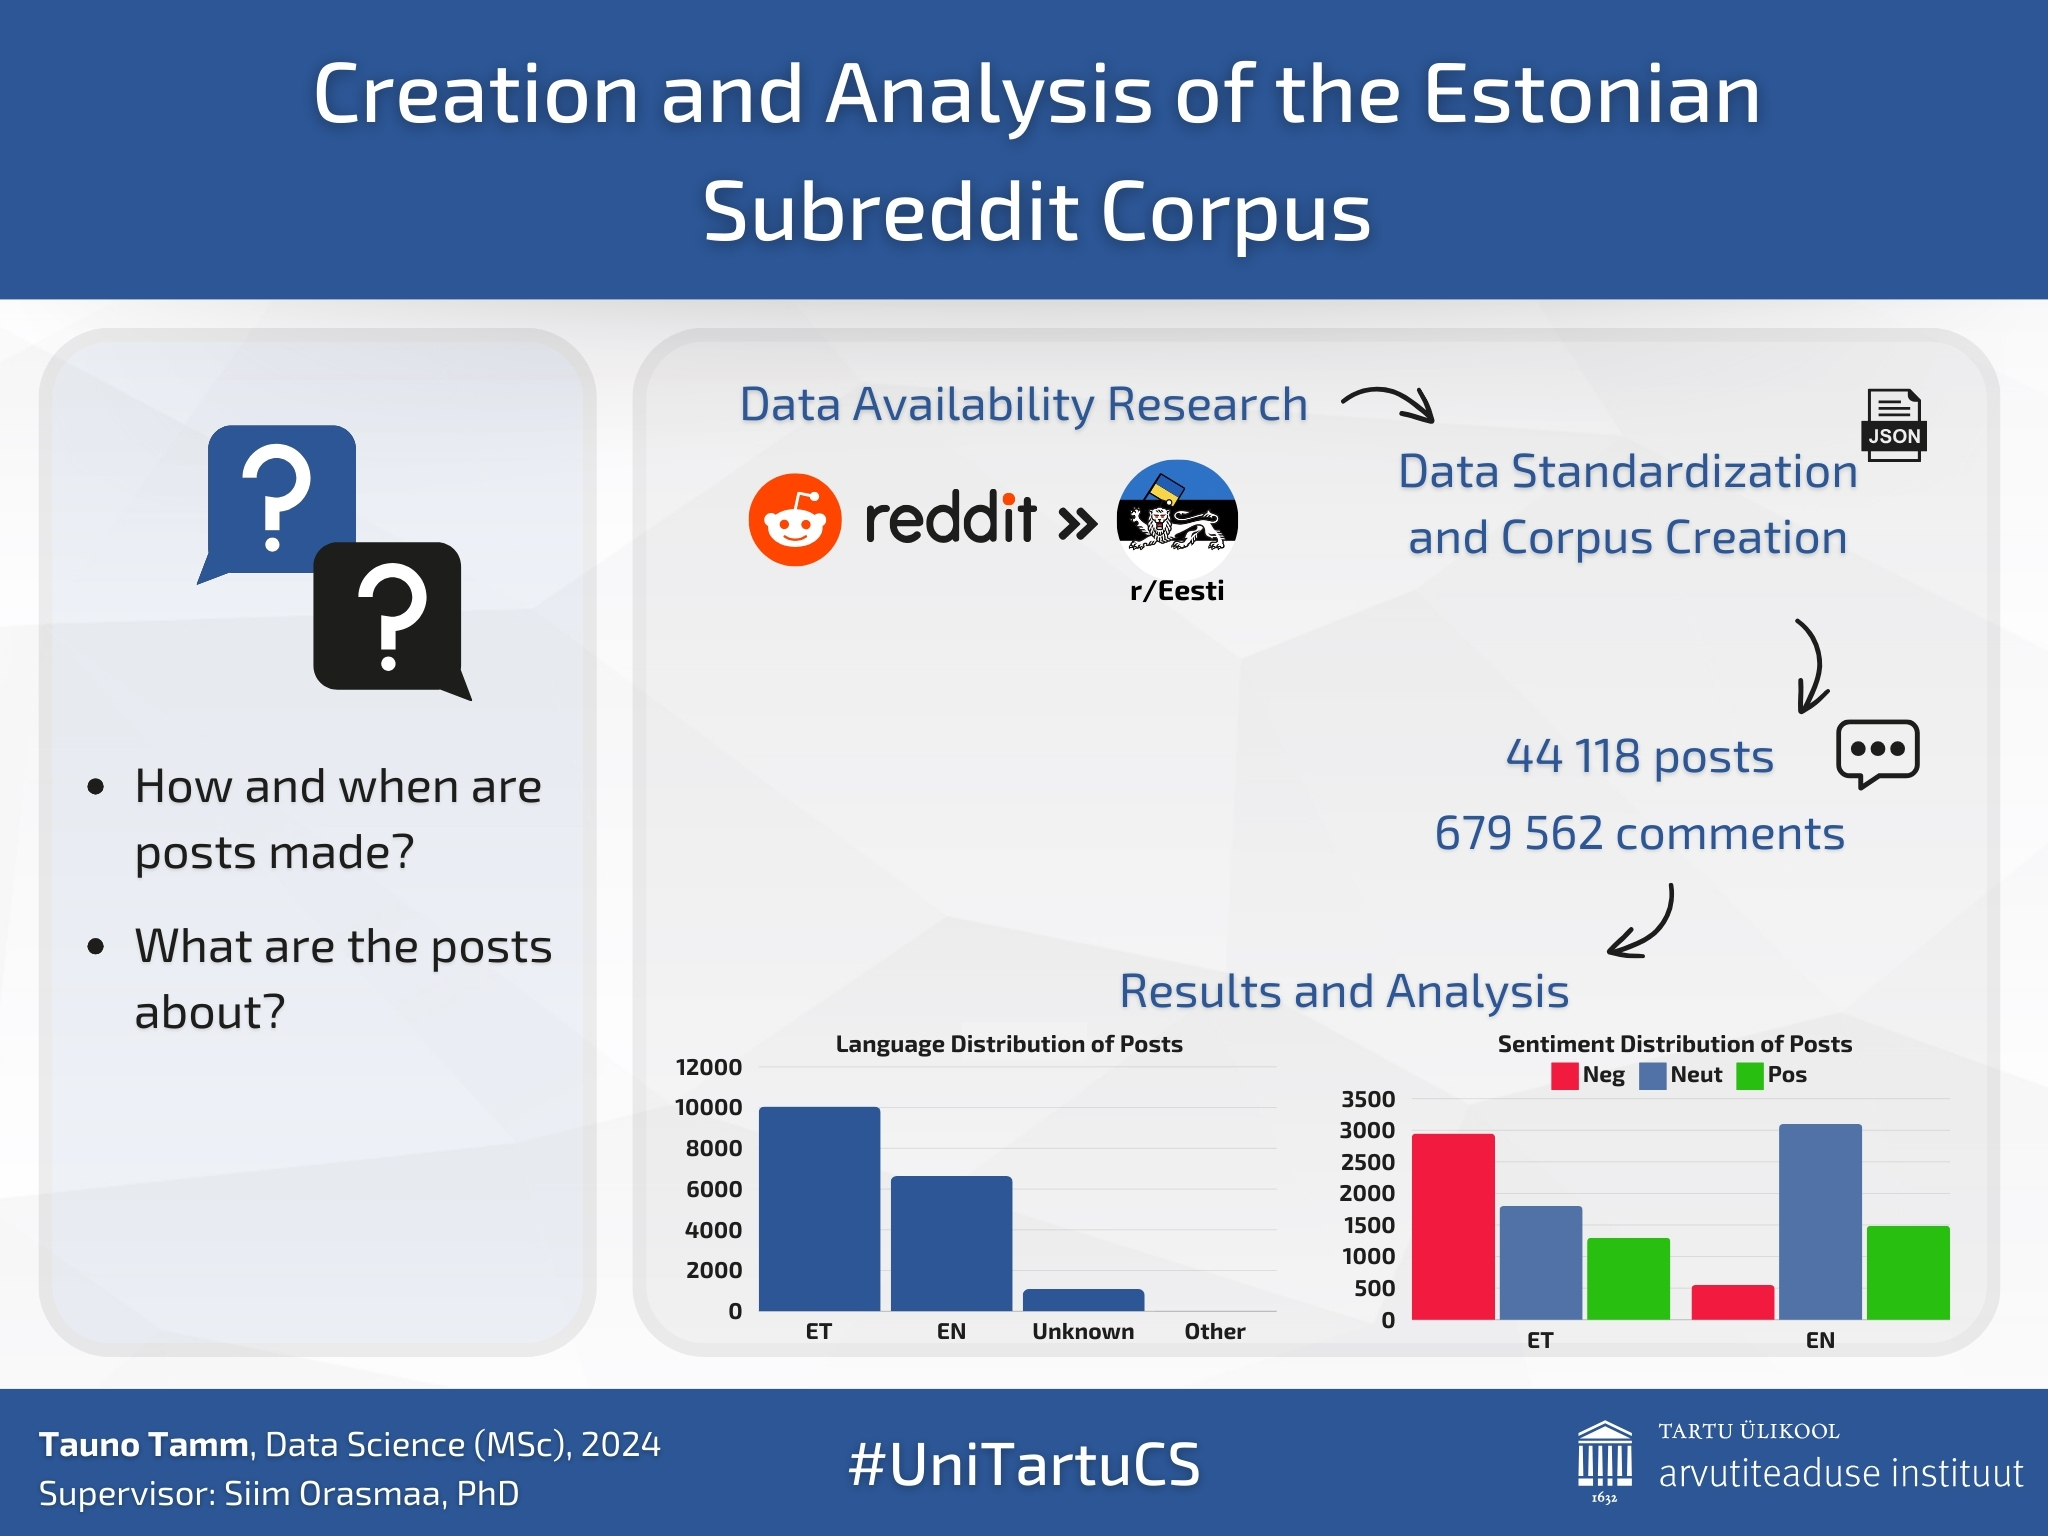 Creation and Analysis of the Estonian
Subreddit Corpus
? 
?
• How and when are
posts made?
• What are the posts
about?
Data Availability Research
reddit
r/Eesti
JSON
Data Standardization
and Corpus Creation
44 118 posts
679 562 comments
Results and Analysis
Language Distribution of Posts
12000
10000
8000
6000
4000
2000
0
ET EN Unknown Other
Sentiment Distribution of Posts
Neg Neut Pos
3500
3000
2500
2000
1500
1000
500
0
ET EN
Tauno Tamm, Data Science (MSc), 2024
Supervisor: Siim Orasmaa, PhD
#UniTartuCS
1632
TARTU ÜLIKOOL
arvutiteaduse instituut